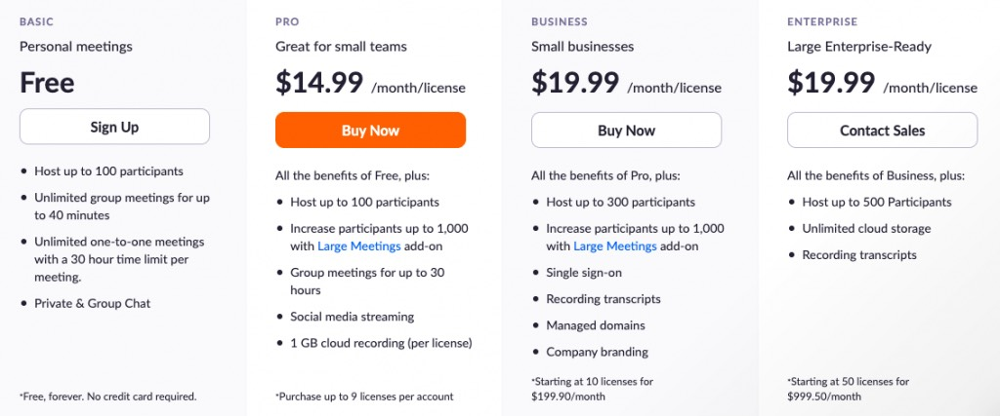 BASIC
Personal meetings
Free
Sign Up
• Host up to 100 participants
• Unlimited group meetings for up
to 40 minutes
• Unlimited one-to-one meetings
with a 30 hour time limit per
meeting.
• Private & Group Chat
*Free, forever. No credit card required.
PRO
Great for small teams
$14.99 /month/license
Buy Now
All the benefits of Free, plus:
• Host up to 100 participants
• Increase participants up to 1,000
with Large Meetings add-on
• Group meetings for up to 30
hours
• Social media streaming
• 1 GB cloud recording (per license)
*Purchase up to 9 licenses per account
BUSINESS
Small businesses
$19.99 /month/license
Buy Now
All the benefits of Pro, plus:
• Host up to 300 participants
• Increase participants up to 1,000
with Large Meetings add-on
• Single sign-on
• Recording transcripts
• Managed domains
• Company branding
*Starting at 10 licenses for
$199.90/month
ENTERPRISE
Large Enterprise-Ready
$19.99 /month/license
Contact Sales
All the benefits of Business, plus:
• Host up to 500 Participants
• Unlimited cloud storage
• Recording transcripts
*Starting at 50 licenses for
$999.50/month